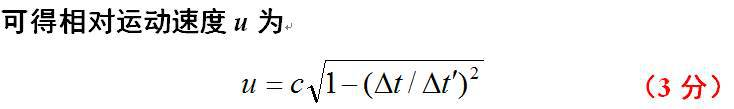 可得相对运动速度 u 为
u = c√1−(Δt / Δt′)² （3 分）